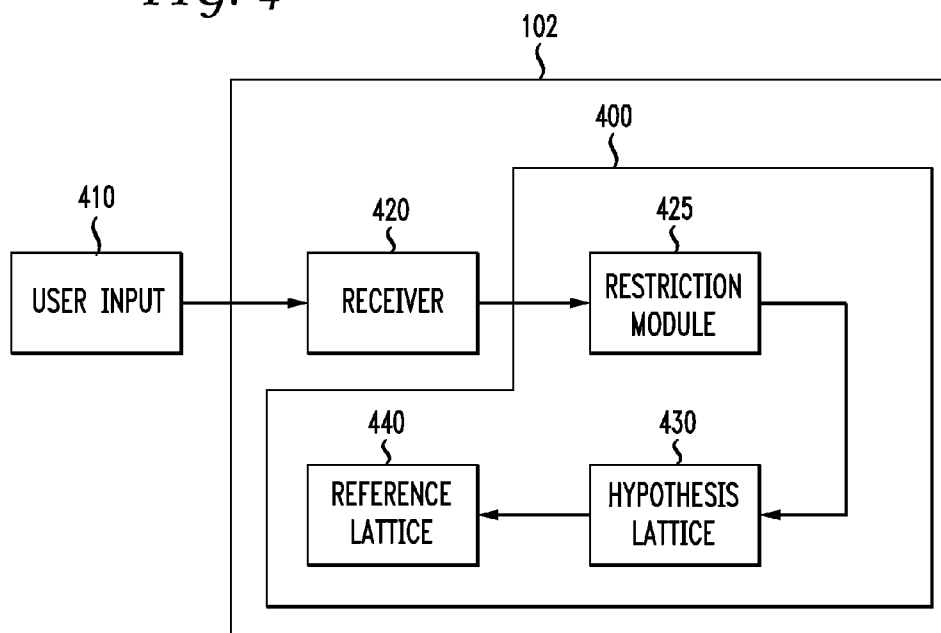 Fig. 4
102
400
410
420
425
USER INPUT
RECEIVER
RESTRICTION
MODULE
440
430
REFERENCE
LATTICE
HYPOTHESIS
LATTICE